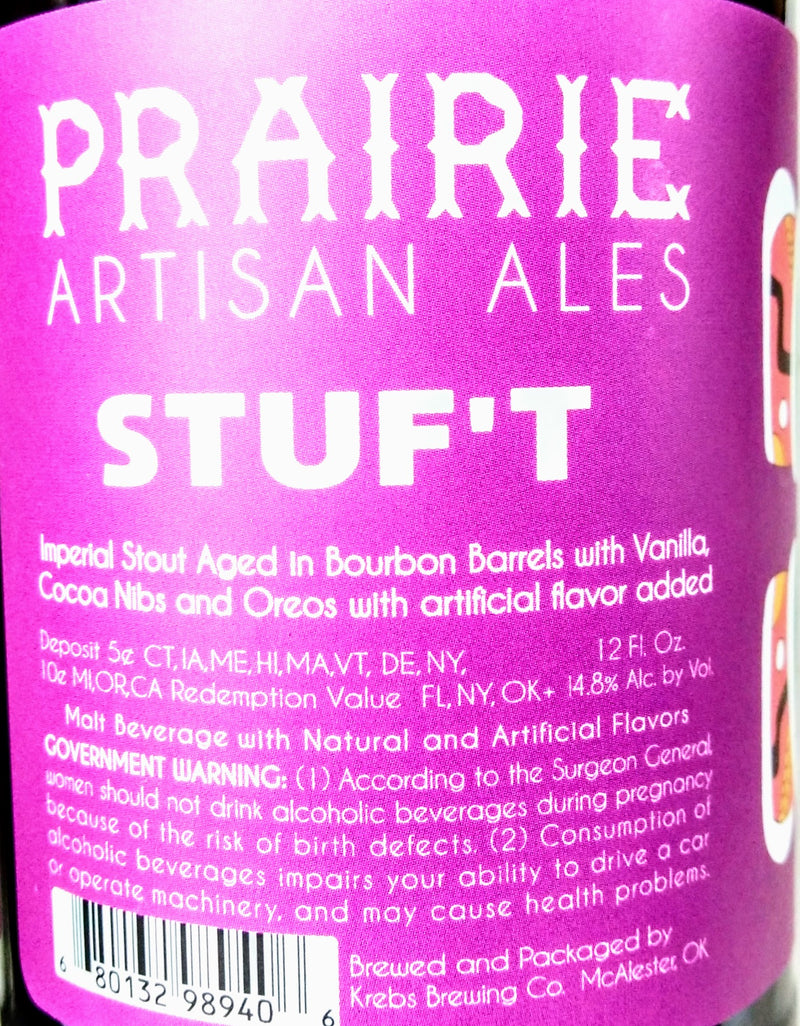 PRAIRIE
ARTISAN ALES
STUF'T
Imperial Stout Aged in Bourbon Barrels with Vanilla,
Cocoa Nibs and Oreos with artificial flavor added
Deposit 5¢ CT,IA,ME,HI,MA,VT, DE, NY, 12 Fl. Oz.
10¢ MI,OR,CA Redemption Value FL, NY, OK+ 14.8% Alc. by Vol.
Malt Beverage with Natural and Artificial Flavors
GOVERNMENT WARNING: (1) According to the Surgeon General,
women should not drink alcoholic beverages during pregnancy
because of the risk of birth defects. (2) Consumption of
alcoholic beverages impairs your ability to drive a car
or operate machinery, and may cause health problems.
Brewed and Packaged by
Krebs Brewing Co. McAlester, OK
6 80132 98940 6